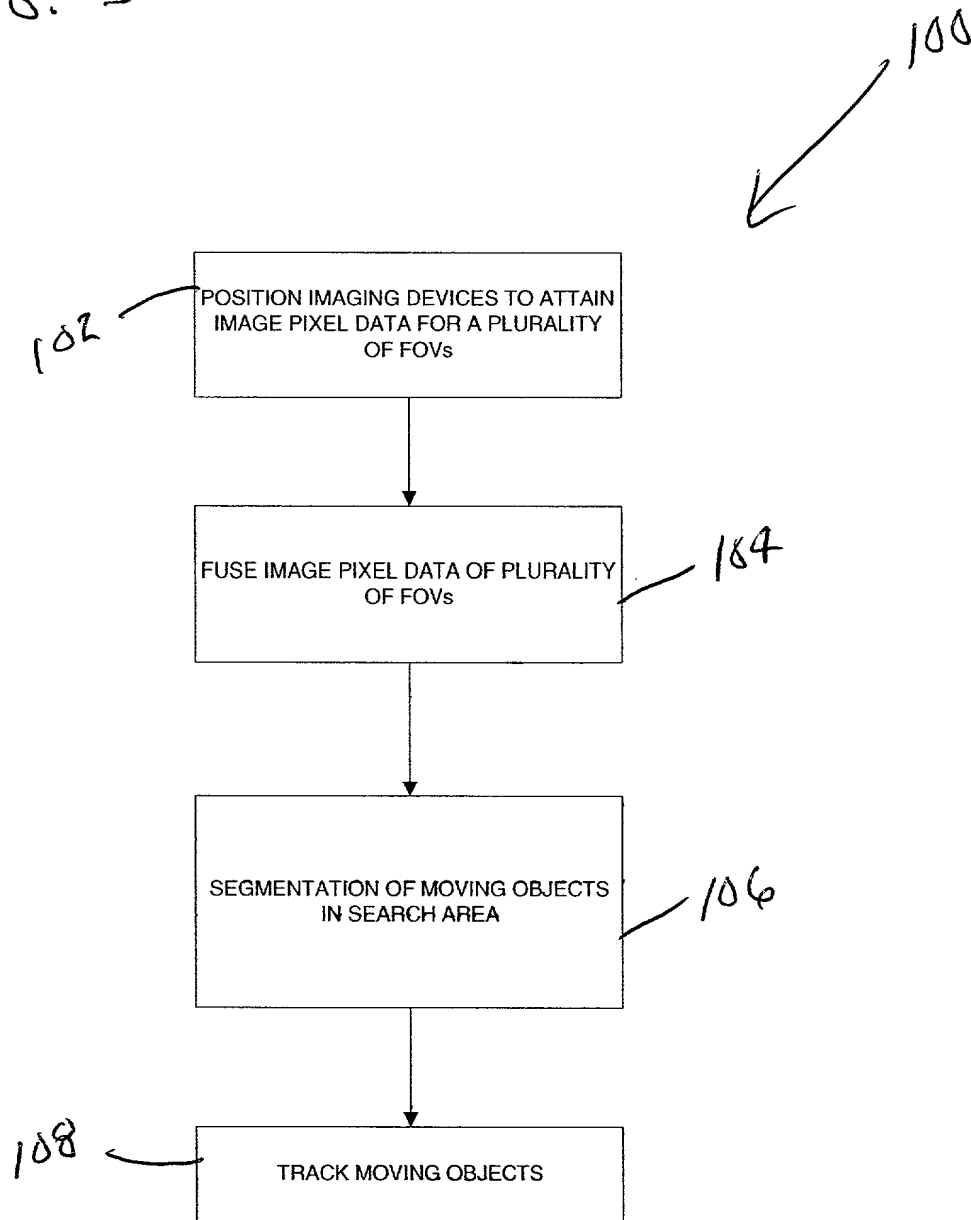 100
102
POSITION IMAGING DEVICES TO ATTAIN
IMAGE PIXEL DATA FOR A PLURALITY
OF FOVs
FUSE IMAGE PIXEL DATA OF PLURALITY
OF FOVs
104
SEGMENTATION OF MOVING OBJECTS
IN SEARCH AREA
106
108
TRACK MOVING OBJECTS